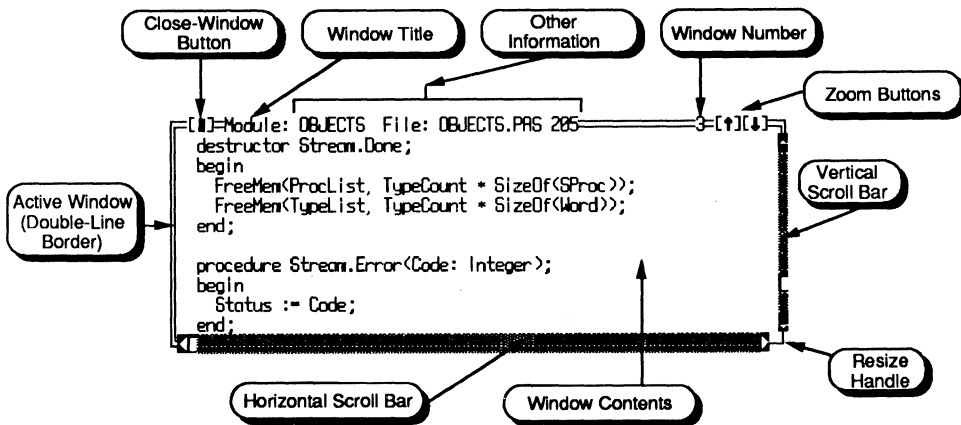 Close-Window
Button
Window Title
Other
Information
Window Number
Zoom Buttons
[▮]=Module: OBJECTS File: OBJECTS.PAS 205 3=[↑][↓]
destructor Stream.Done;
begin
FreeMem(ProcList, TypeCount * SizeOf(SProc));
FreeMem(TypeList, TypeCount * SizeOf(Word));
end;
procedure Stream.Error(Code: Integer);
begin
Status := Code;
end;
Active Window
(Double-Line
Border)
Vertical
Scroll Bar
Resize
Handle
Horizontal Scroll Bar
Window Contents